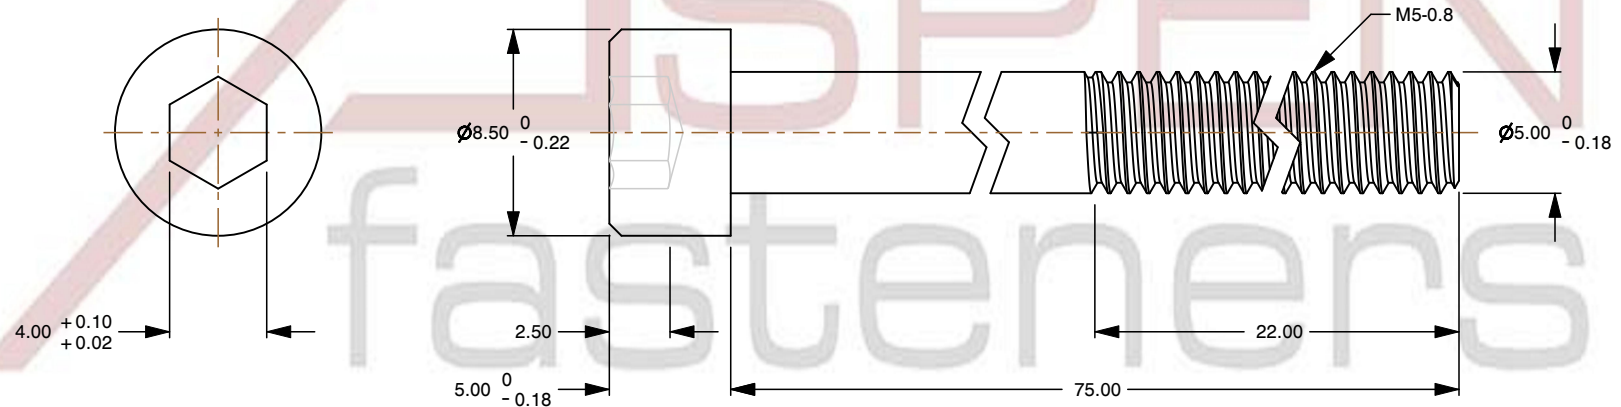 ASPEN
fasteners
M5-0.8
Ø8.50 0
- 0.22
Ø5.00 0
- 0.18
4.00 + 0.10
+ 0.02
2.50
22.00
5.00 0
- 0.18
75.00